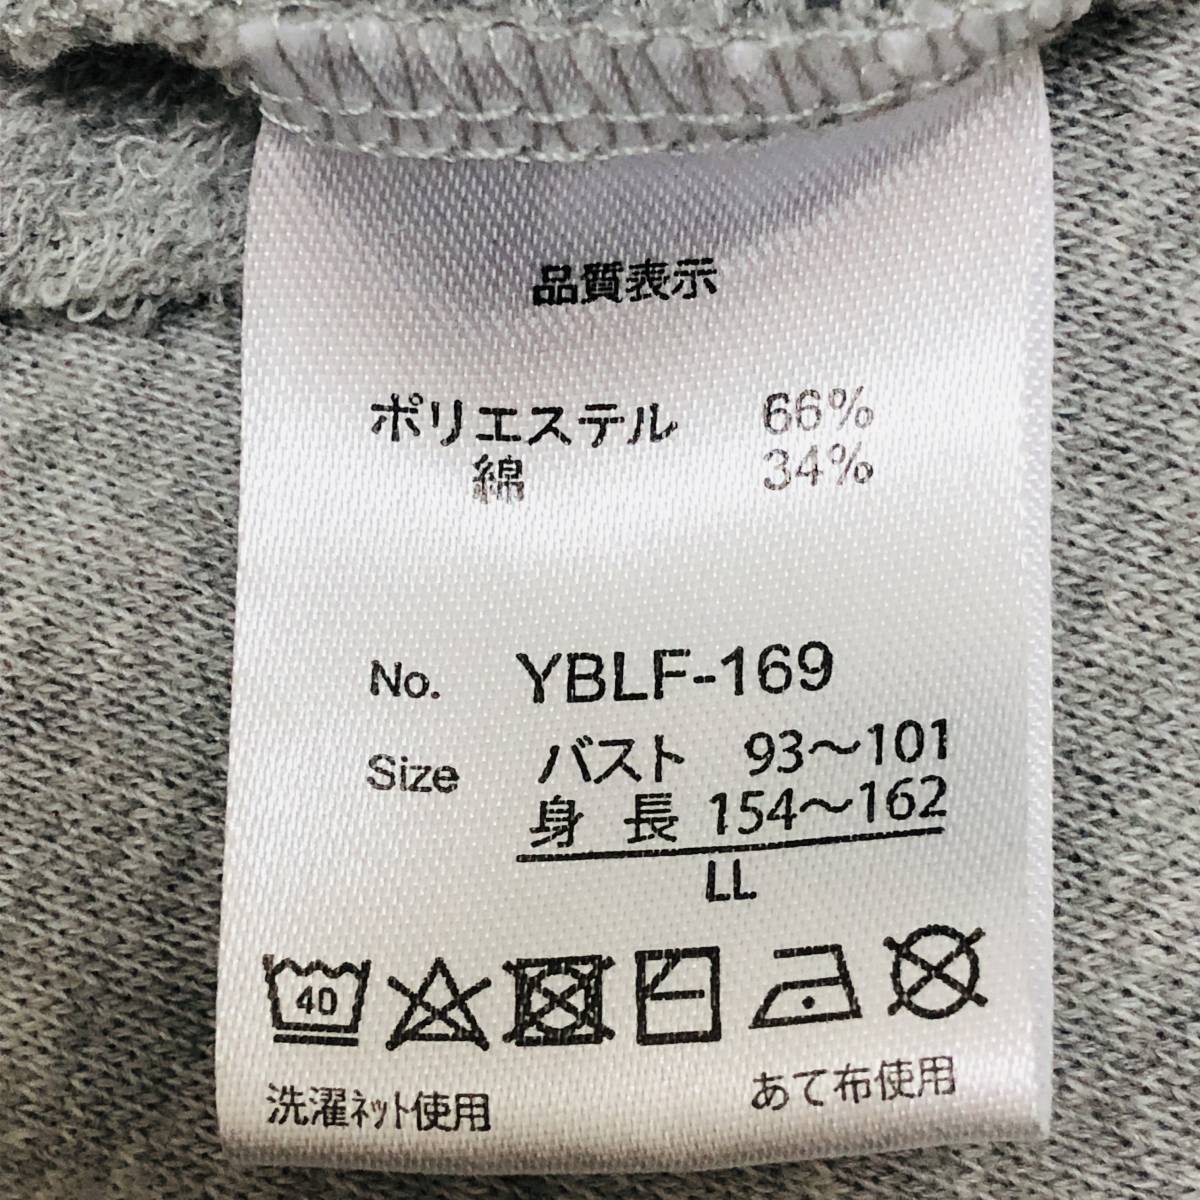 品質表示
ポリエステル 66%
綿 34%
No. YBLF-169
Size バスト 93～101
身 長 154～162
LL
40
洗濯ネット使用 あて布使用